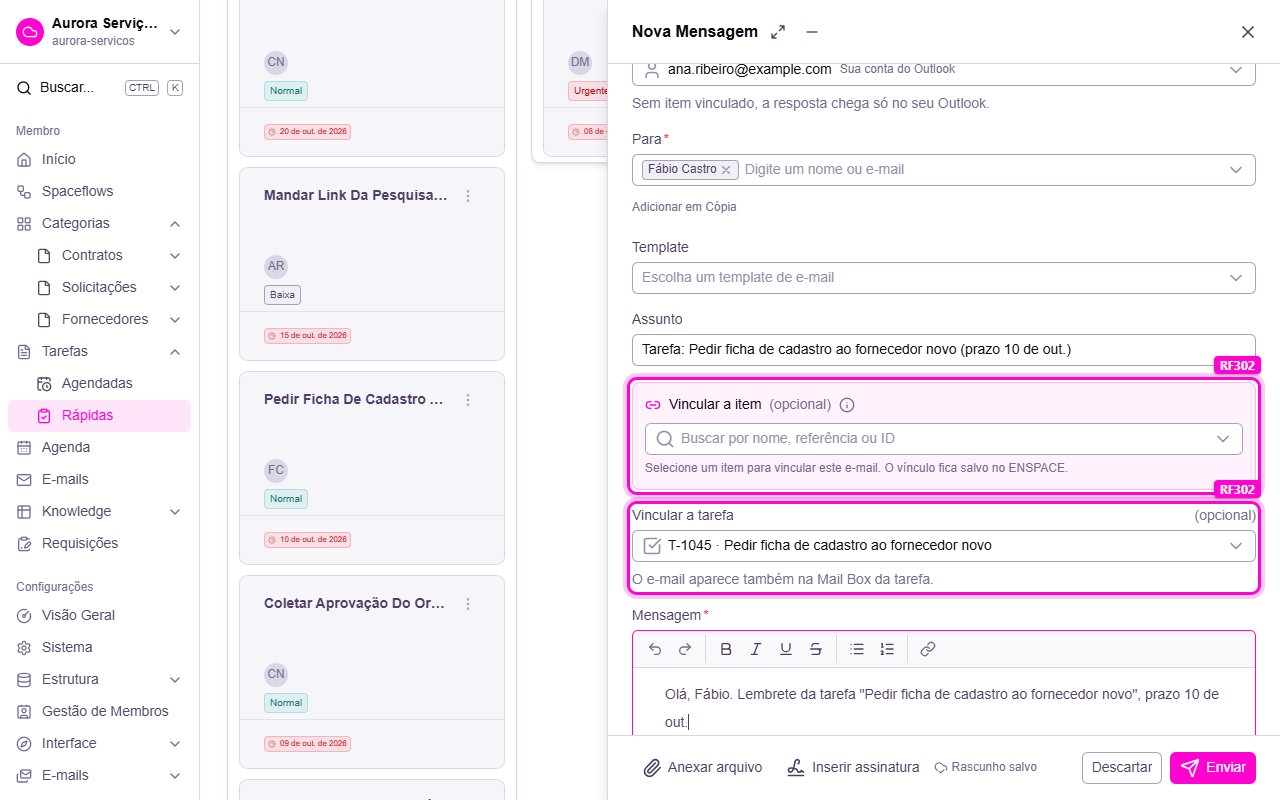 Aurora Serviç...
aurora-servicos
Buscar... CTRL K
Membro
Início
Spaceflows
Categorias
Contratos
Solicitações
Fornecedores
Tarefas
Agendadas
Rápidas
Agenda
E-mails
Knowledge
Requisições
Configurações
Visão Geral
Sistema
Estrutura
Gestão de Membros
Interface
E-mails
CN
Normal
20 de out. de 2026
Mandar Link Da Pesquisa...
AR
Baixa
15 de out. de 2026
Pedir Ficha De Cadastro ...
FC
Normal
10 de out. de 2026
Coletar Aprovação Do Or...
CN
Normal
09 de out. de 2026
DM
Urgente
08 de
Nova Mensagem
ana.ribeiro@example.com Sua conta do Outlook
Sem item vinculado, a resposta chega só no seu Outlook.
Para*
Fábio Castro Digite um nome ou e-mail
Adicionar em Cópia
Template
Escolha um template de e-mail
Assunto
Tarefa: Pedir ficha de cadastro ao fornecedor novo (prazo 10 de out.)
RF302
Vincular a item (opcional)
Buscar por nome, referência ou ID
Selecione um item para vincular este e-mail. O vínculo fica salvo no ENSPACE.
RF302
Vincular a tarefa (opcional)
T-1045 · Pedir ficha de cadastro ao fornecedor novo
O e-mail aparece também na Mail Box da tarefa.
Mensagem*
B I U S
Olá, Fábio. Lembrete da tarefa "Pedir ficha de cadastro ao fornecedor novo", prazo 10 de
out.
Anexar arquivo Inserir assinatura Rascunho salvo Descartar Enviar